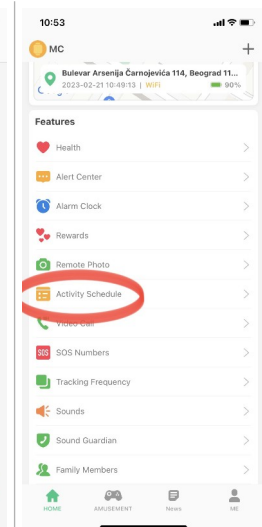 10:53
MC
Bulevar Arsenija Čarnojevića 114, Beograd 11...
2023-02-21 10:49:13 | WiFi 90%
Features
Health
Alert Center
Alarm Clock
Rewards
Remote Photo
Activity Schedule
Video Call
SOS SOS Numbers
Tracking Frequency
Sounds
Sound Guardian
Family Members
HOME AMUSEMENT News ME